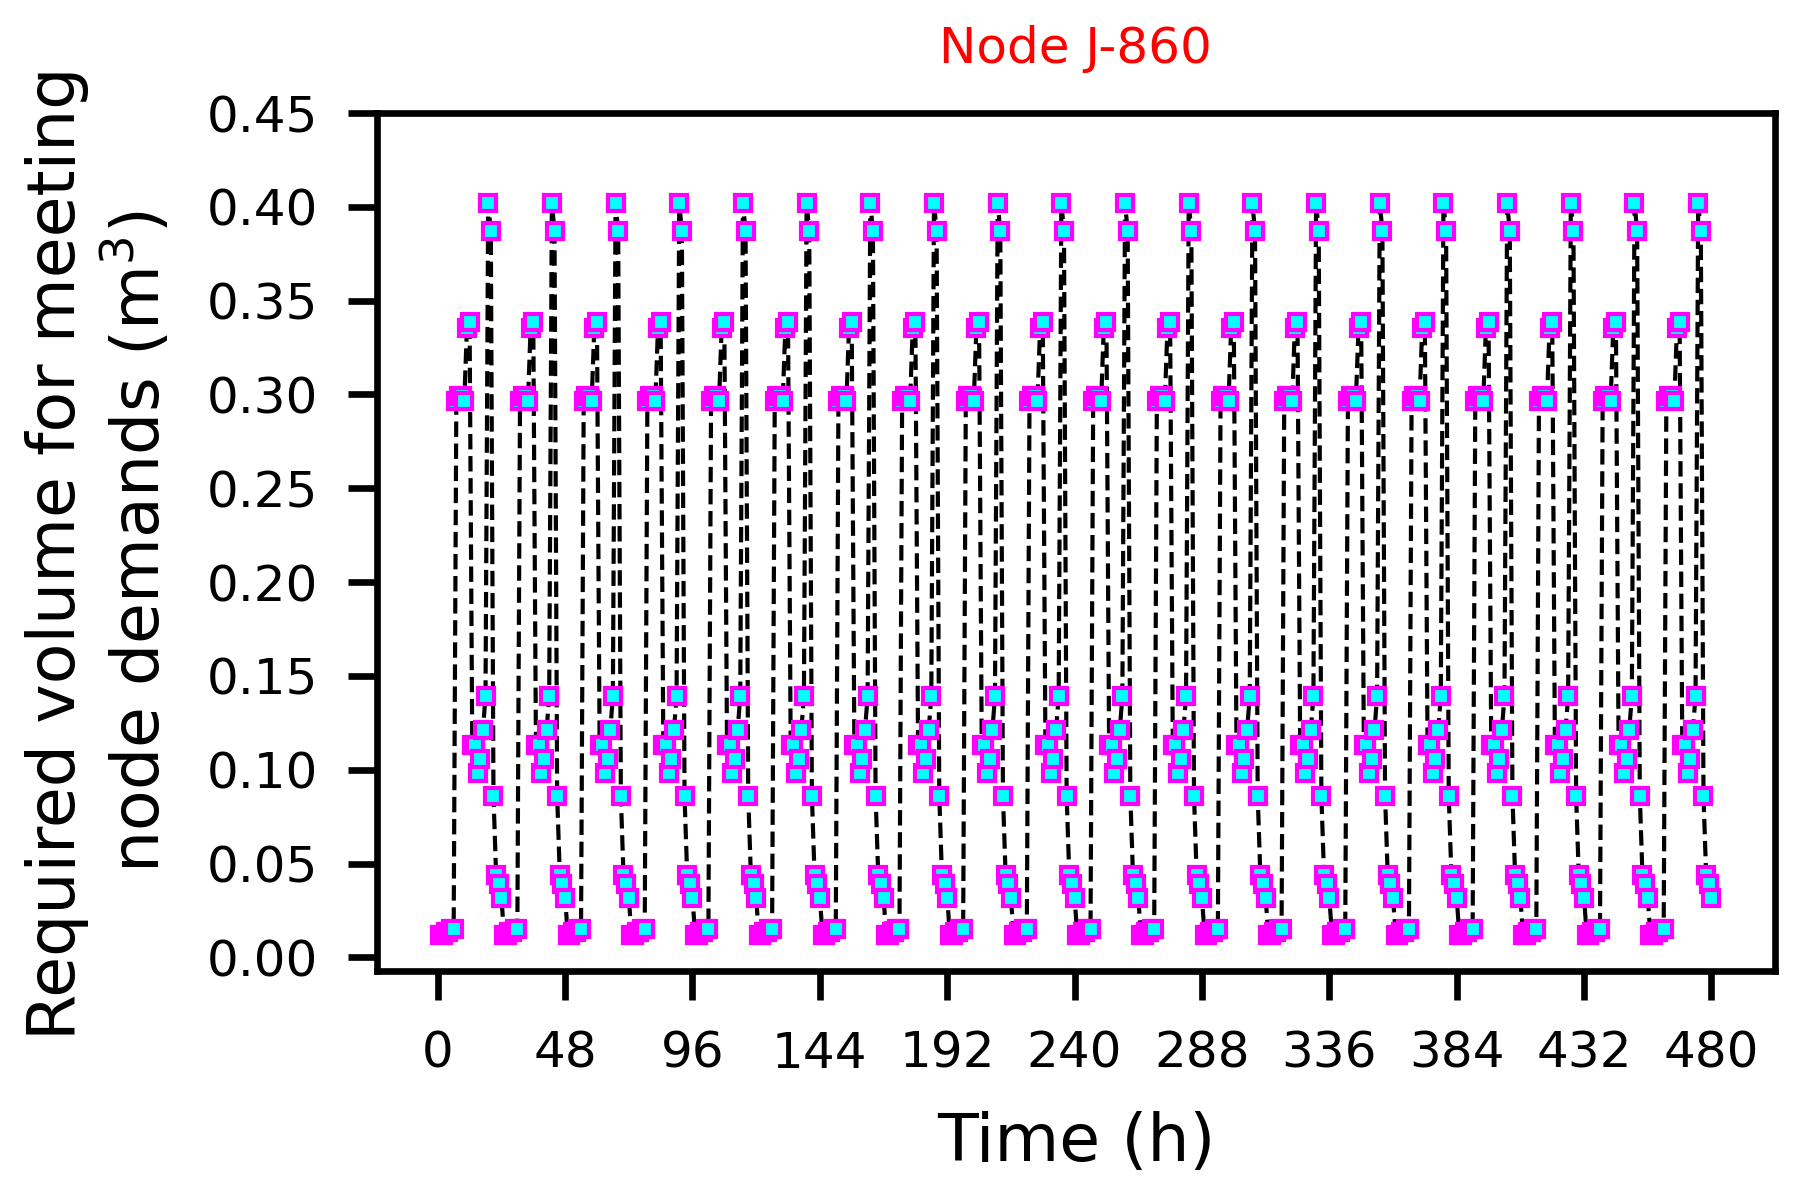 Node J-860
Required volume for meeting
node demands (m³)
0.45
0.40
0.35
0.30
0.25
0.20
0.15
0.10
0.05
0.00
0 48 96 144 192 240 288 336 384 432 480
Time (h)